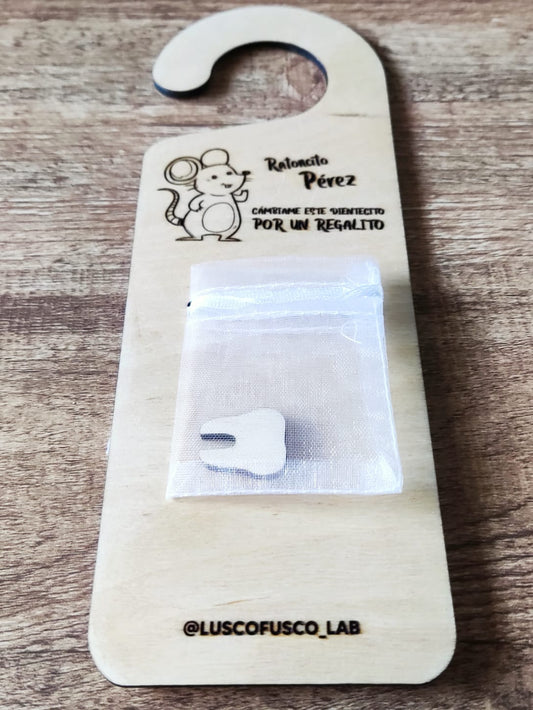 Ratoncito
Pérez
CÁMBIAME ESTE DIENTECITO
POR UN REGALITO
@LUSCOFUSCO_LAB